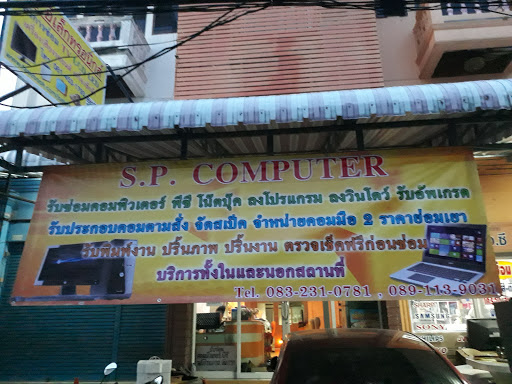 S.P. COMPUTER
รับซ่อมคอมพิวเตอร์ พีซี โน๊ตบุ๊ค ลงโปรแกรม ลงวินโดว์ รับอัพเกรด
รับประกอบคอมตามสั่ง จัดสเป็ค จำหน่ายคอมมือ 2 ราคาย่อมเยา
รับพิมพ์งาน ปริ้นภาพ ปริ้นงาน ตรวจเช็คฟรีก่อนซ่อม
บริการทั้งในและนอกสถานที่
Tel. 083-231-0781 , 089-113-9031
SHARP
SAMSUNG
SONY